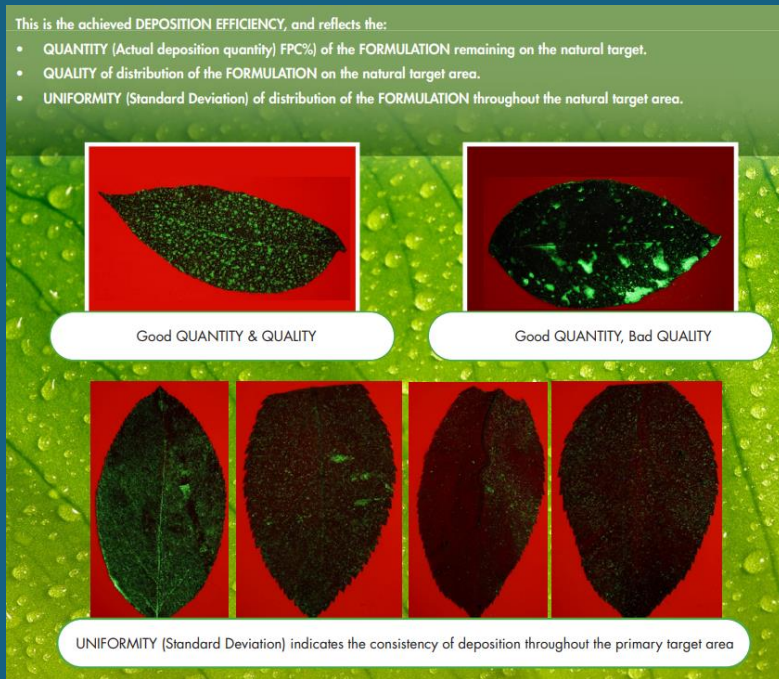 This is the achieved DEPOSITION EFFICIENCY, and reflects the:
• QUANTITY (Actual deposition quantity) FPC%) of the FORMULATION remaining on the natural target.
• QUALITY of distribution of the FORMULATION on the natural target area.
• UNIFORMITY (Standard Deviation) of distribution of the FORMULATION throughout the natural target area.
Good QUANTITY & QUALITY
Good QUANTITY, Bad QUALITY
UNIFORMITY (Standard Deviation) indicates the consistency of deposition throughout the primary target area